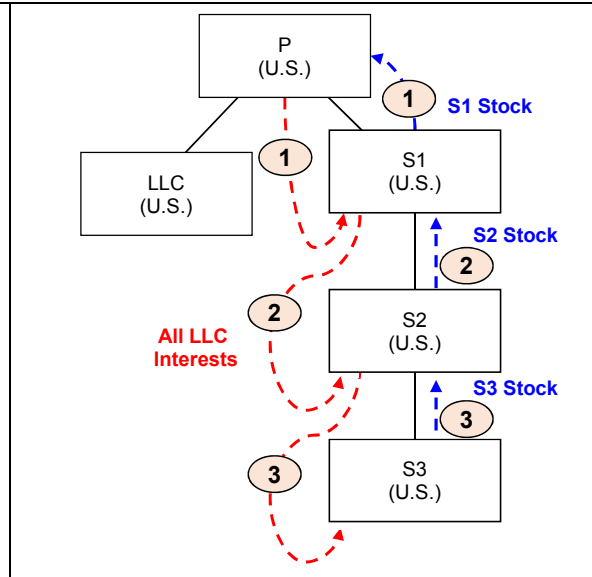 P
(U.S.)
1
S1 Stock
1
LLC
(U.S.)
S1
(U.S.)
S2 Stock
2
2
All LLC
Interests
S2
(U.S.)
S3 Stock
3
3
S3
(U.S.)